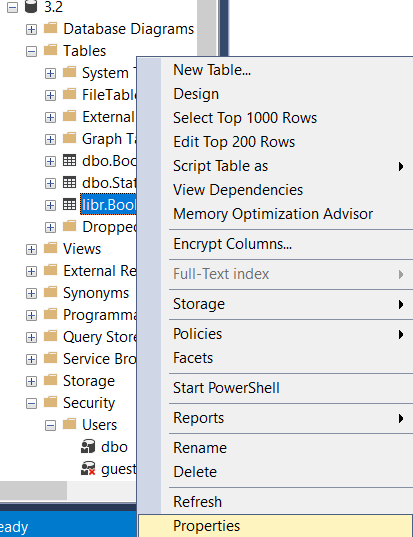 3.2
Database Diagrams
Tables
System T
FileTable
External
Graph Ta
dbo.Boo
dbo.Stat
libr.Book
Dropped
Views
External Re
Synonyms
Programma
Query Store
Service Bro
Storage
Security
Users
dbo
guest
eady
New Table...
Design
Select Top 1000 Rows
Edit Top 200 Rows
Script Table as
View Dependencies
Memory Optimization Advisor
Encrypt Columns...
Full-Text index
Storage
Policies
Facets
Start PowerShell
Reports
Rename
Delete
Refresh
Properties